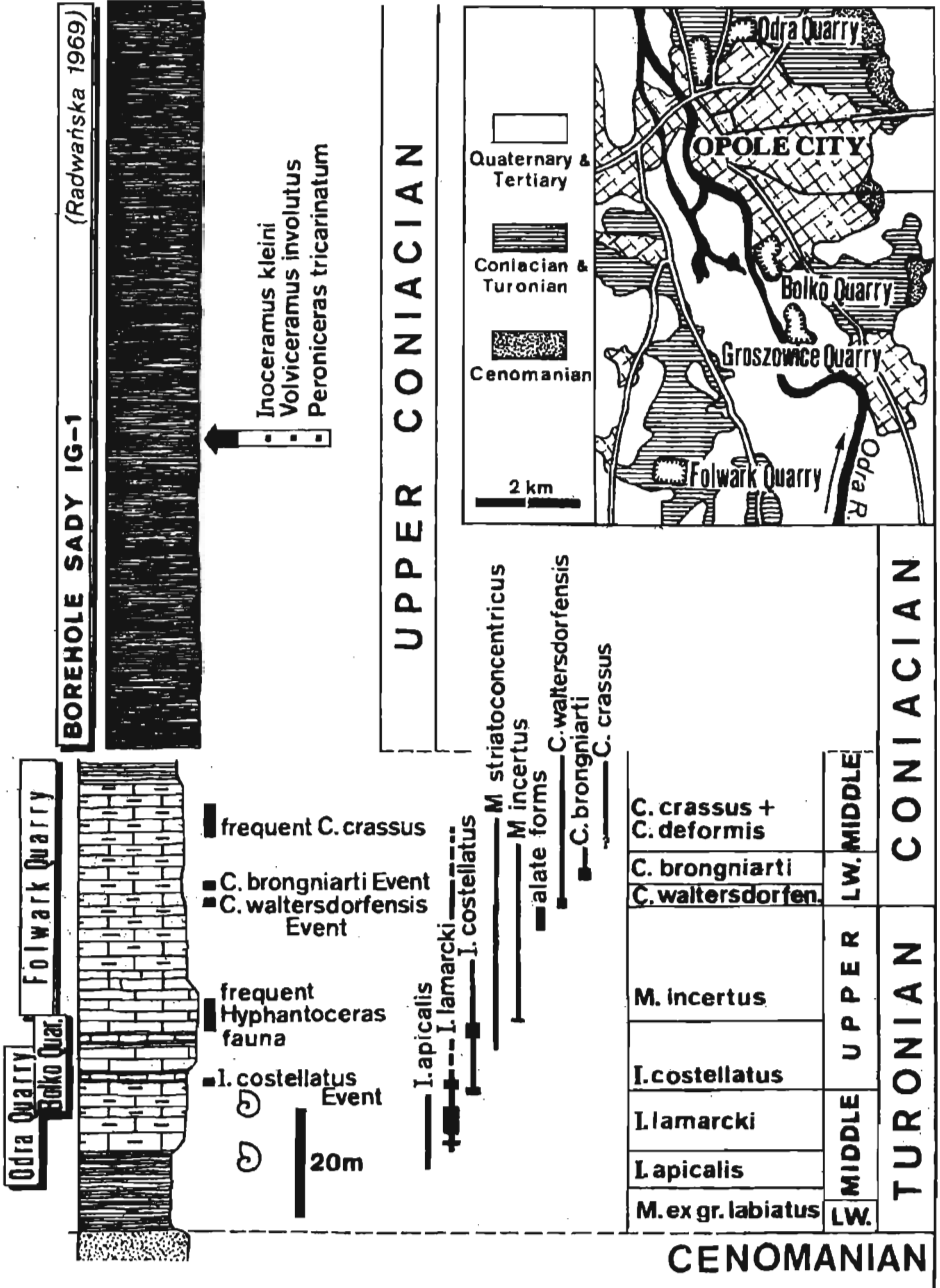 BOREHOLE SADY IG-1
(Radwańska 1969)
Inoceramus kleini
Volviceramus involutus
Peroniceras tricarinatum
UPPER CONIACIAN
Quaternary &
Tertiary
Coniacian &
Turonian
Cenomanian
2 km
Odra Quarry
OPOLE CITY
Bolko Quarry
Groszowice Quarry
Folwark Quarry
Odra R.
Folwark Quarry
Bolko Quar.
Odra Quarry
frequent C. crassus
C. brongniarti Event
C. waltersdorfensis
Event
frequent
Hyphantoceras
fauna
I. costellatus
Event
20m
I. apicalis
I. lamarcki
I. costellatus
M striatoconcentricus
M incertus
alate forms
C. waltersdorfensis
C. brongniarti
C. crassus
C. crassus +
C. deformis
C. brongniarti
C. waltersdorfen.
M. incertus
I. costellatus
I. lamarcki
I. apicalis
M. ex gr. labiatus
LW. MIDDLE
UPPER
MIDDLE
LW.
CONIACIAN
TURONIAN
CENOMANIAN